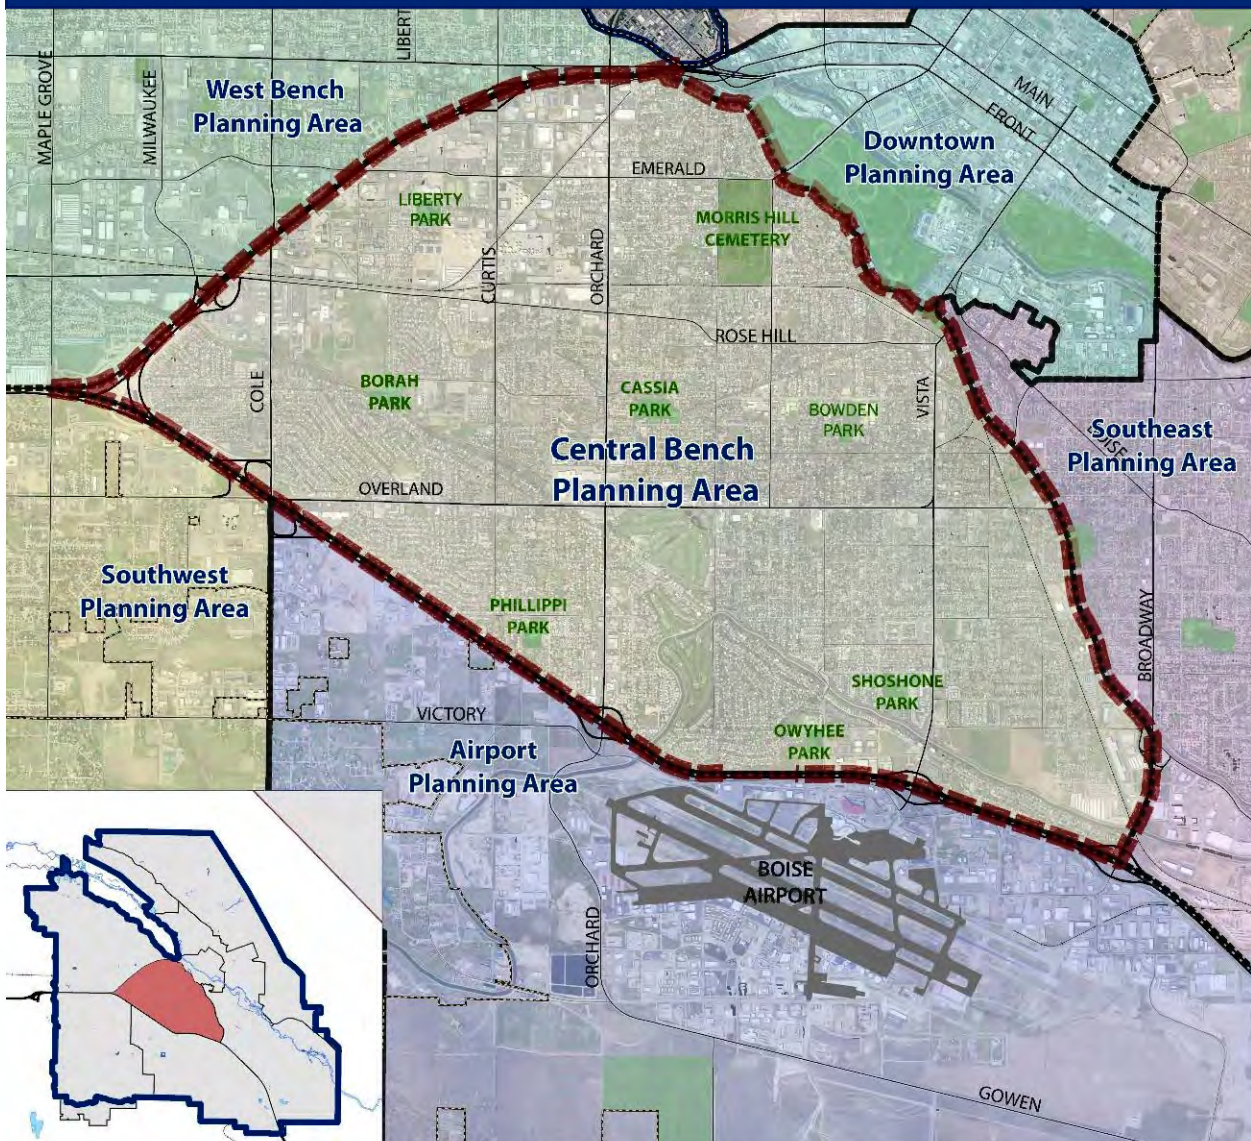 MAPLE GROVE
MILWAUKEE
LIBERT
West Bench
Planning Area
MAIN
FRONT
Downtown
Planning Area
EMERALD
LIBERTY
PARK
MORRIS HILL
CEMETERY
CURTIS
ORCHARD
ROSE HILL
COLE
BORAH
PARK
CASSIA
PARK
BOWDEN
PARK
VISTA
Central Bench
Planning Area
Southeast
Planning Area
OVERLAND
Southwest
Planning Area
PHILLIPPI
PARK
BROADWAY
SHOSHONE
PARK
VICTORY
OWYHEE
PARK
Airport
Planning Area
BOISE
AIRPORT
ORCHARD
GOWEN